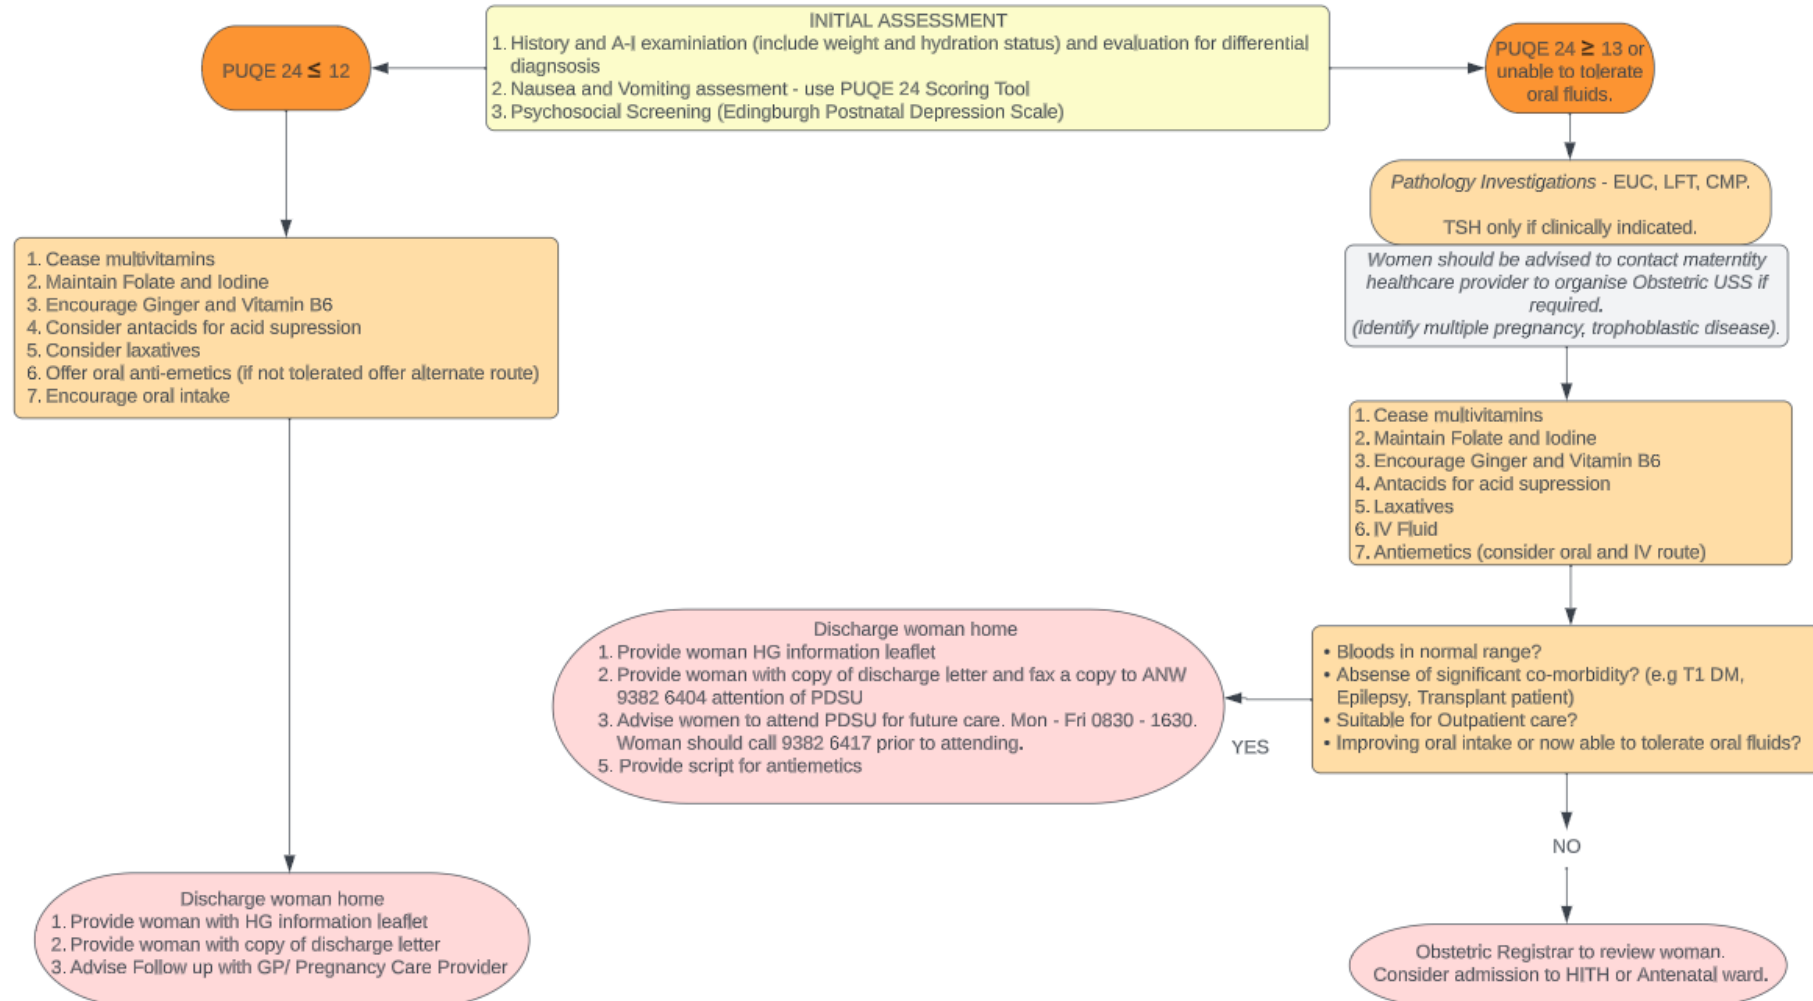 INITIAL ASSESSMENT
1. History and A-I examiniation (include weight and hydration status) and evaluation for differential
diagnsosis
2. Nausea and Vomiting assesment - use PUQE 24 Scoring Tool
3. Psychosocial Screening (Edingburgh Postnatal Depression Scale)
PUQE 24 ≤ 12
1. Cease multivitamins
2. Maintain Folate and Iodine
3. Encourage Ginger and Vitamin B6
4. Consider antacids for acid supression
5. Consider laxatives
6. Offer oral anti-emetics (if not tolerated offer alternate route)
7. Encourage oral intake
Discharge woman home
1. Provide woman with HG information leaflet
2. Provide woman with copy of discharge letter
3. Advise Follow up with GP/ Pregnancy Care Provider
PUQE 24 ≥ 13 or
unable to tolerate
oral fluids.
Pathology Investigations - EUC, LFT, CMP.
TSH only if clinically indicated.
Women should be advised to contact materntity
healthcare provider to organise Obstetric USS if
required.
(identify multiple pregnancy, trophoblastic disease).
1. Cease multivitamins
2. Maintain Folate and Iodine
3. Encourage Ginger and Vitamin B6
4. Antacids for acid supression
5. Laxatives
6. IV Fluid
7. Antiemetics (consider oral and IV route)
• Bloods in normal range?
• Absense of significant co-morbidity? (e.g T1 DM,
Epilepsy, Transplant patient)
• Suitable for Outpatient care?
• Improving oral intake or now able to tolerate oral fluids?
YES
Discharge woman home
1. Provide woman HG information leaflet
2. Provide woman with copy of discharge letter and fax a copy to ANW
9382 6404 attention of PDSU
3. Advise women to attend PDSU for future care. Mon - Fri 0830 - 1630.
Woman should call 9382 6417 prior to attending.
5. Provide script for antiemetics
NO
Obstetric Registrar to review woman.
Consider admission to HITH or Antenatal ward.